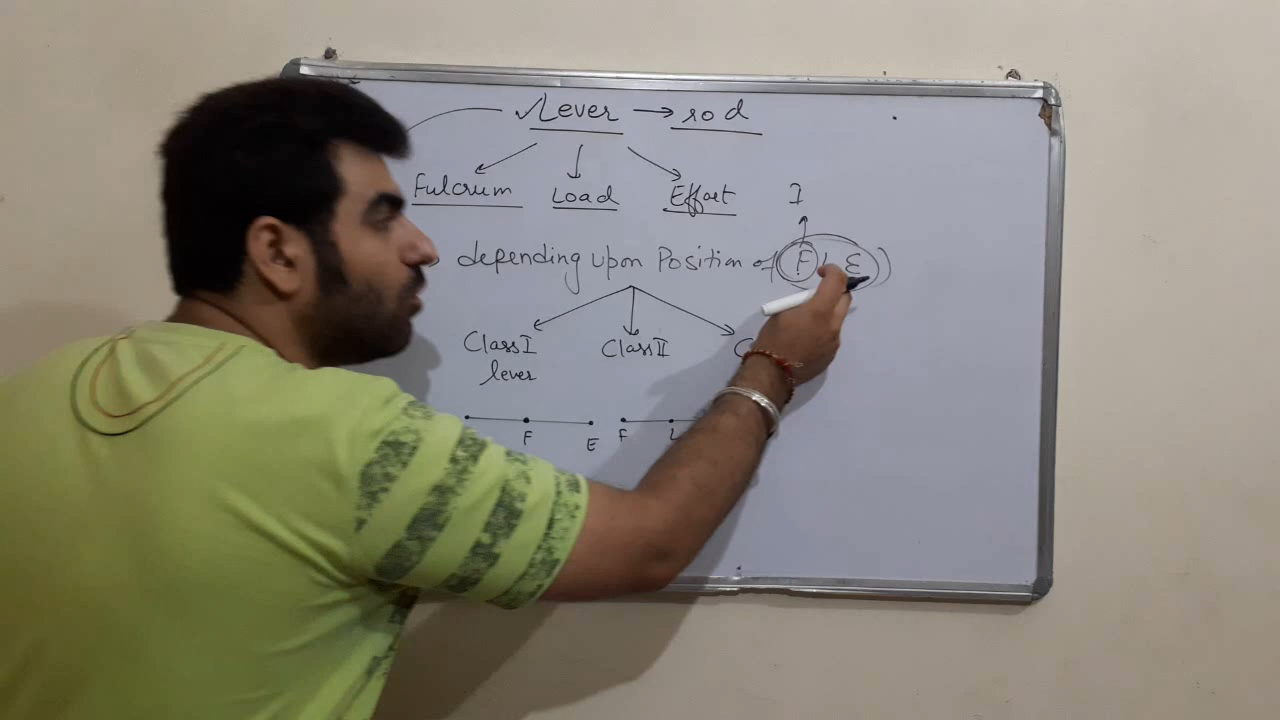 Lever → rod
Fulcrum Load Effort I
depending upon Position of F L E
Class I Class II
lever
F E F L